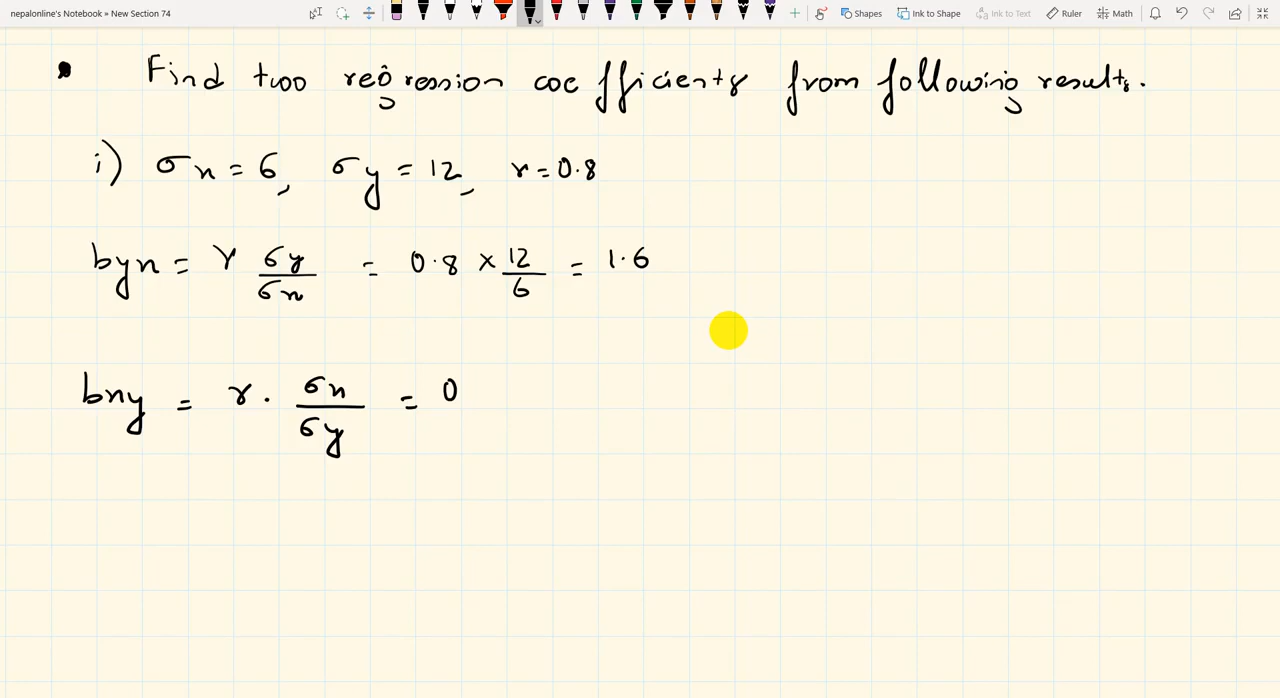 nepalonline's Notebook » New Section 74
Shapes Ink to Shape Ink to Text Ruler Math
Find two regression coefficients from following results.
i) σx = 6, σy = 12, r = 0.8
byx = r σy/σx = 0.8 × 12/6 = 1.6
bxy = r · σx/σy = 0